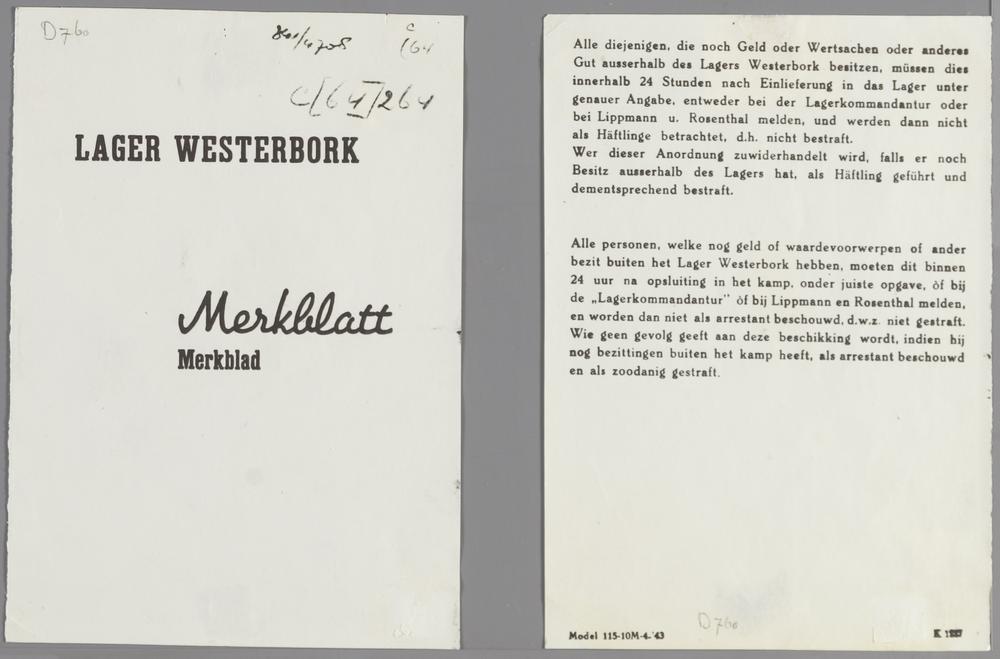 D760
C
164
C[64 I]264
LAGER WESTERBORK
Merkblatt
Merkblad
Alle diejenigen, die noch Geld oder Wertsachen oder anderes
Gut ausserhalb des Lagers Westerbork besitzen, müssen dies
innerhalb 24 Stunden nach Einlieferung in das Lager unter
genauer Angabe, entweder bei der Lagerkommandantur oder
bei Lippmann u. Rosenthal melden, und werden dann nicht
als Häftlinge betrachtet, d.h. nicht bestraft.
Wer dieser Anordnung zuwiderhandelt wird, falls er noch
Besitz ausserhalb des Lagers hat, als Häftling geführt und
dementsprechend bestraft.
Alle personen, welke nog geld of waardevoorwerpen of ander
bezit buiten het Lager Westerbork hebben, moeten dit binnen
24 uur na opsluiting in het kamp, onder juiste opgave, òf bij
de „Lagerkommandantur" òf bij Lippmann en Rosenthal melden,
en worden dan niet als arrestant beschouwd, d.w.z. niet gestraft.
Wie geen gevolg geeft aan deze beschikking wordt, indien hij
nog bezittingen buiten het kamp heeft, als arrestant beschouwd
en als zoodanig gestraft.
D760
Model 115-10M-4-'43
K